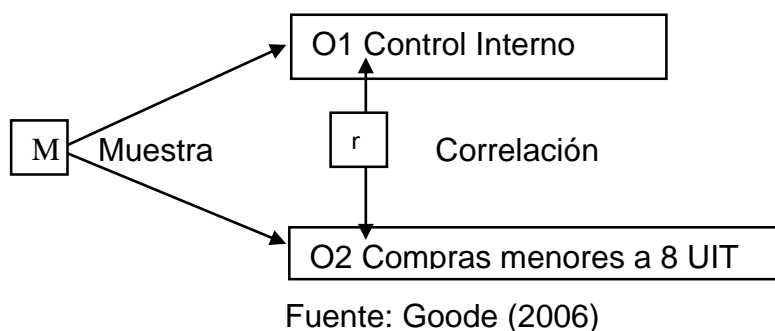 O1 Control Interno
M Muestra r Correlación
O2 Compras menores a 8 UIT
Fuente: Goode (2006)